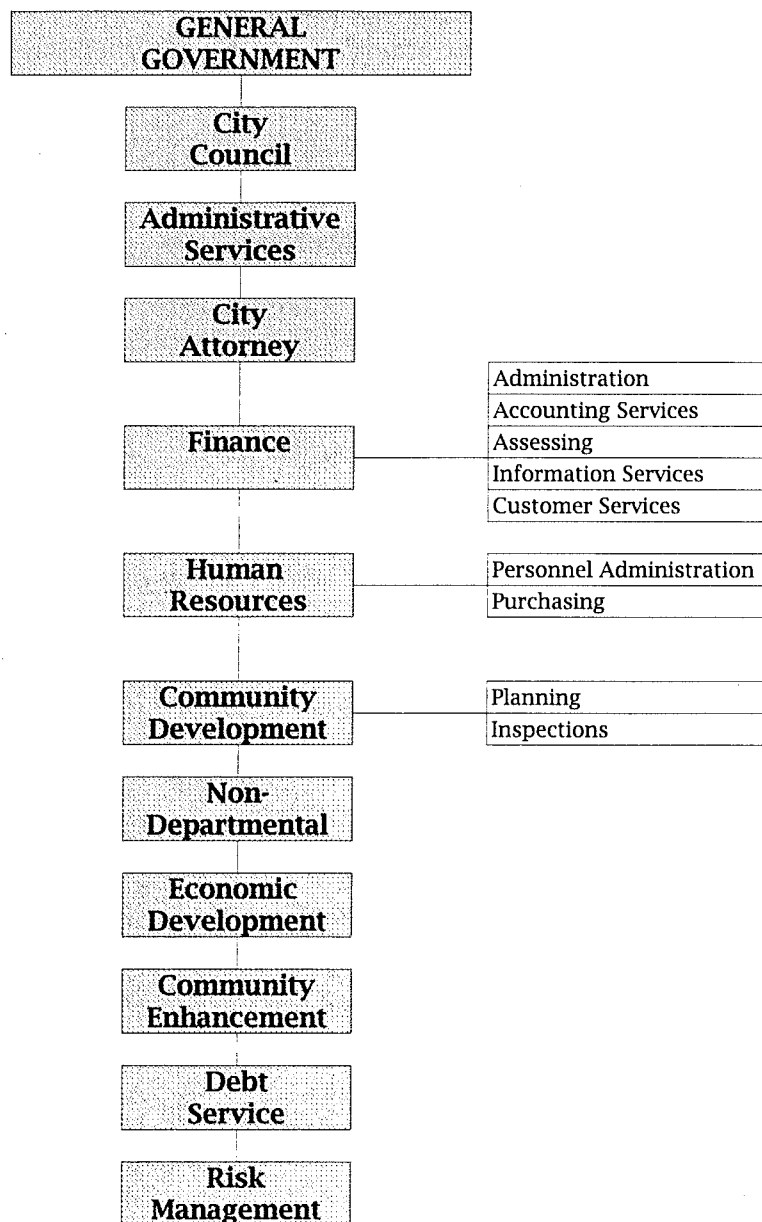 GENERAL
GOVERNMENT
City
Council
Administrative
Services
City
Attorney
Finance
Administration
Accounting Services
Assessing
Information Services
Customer Services
Human
Resources
Personnel Administration
Purchasing
Community
Development
Planning
Inspections
Non-
Departmental
Economic
Development
Community
Enhancement
Debt
Service
Risk
Management